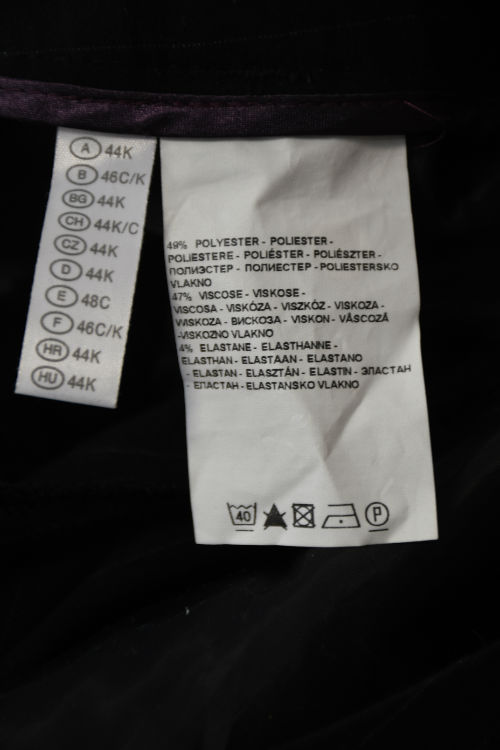 A 44K
B 46C/K
BG 44K
CH 44K/C
CZ 44K
D 44K
E 48C
F 46C/K
HR 44K
HU 44K
49% POLYESTER - POLIESTER -
POLIESTERE - POLIÉSTER - POLIÉSZTER -
ПОЛИЭСТЕР - ПОЛИЕСТЕР - POLIESTERSKO
VLAKNO
47% VISCOSE - VISKOSE -
VISCOSA - VISKÓZA - VISZKÓZ - VISKOZA -
VISKOZA - ВИСКОЗА - VISKON - VÂSCOZĂ
-VISKOZNO VLAKNO
4% ELASTANE - ELASTHANNE -
ELASTHAN - ELASTAAN - ELASTANO
- ELASTAN - ELASZTÁN - ELASTIN - ЭЛАСТАН
- ЕЛАСТАН - ELASTANSKO VLAKNO
40 P